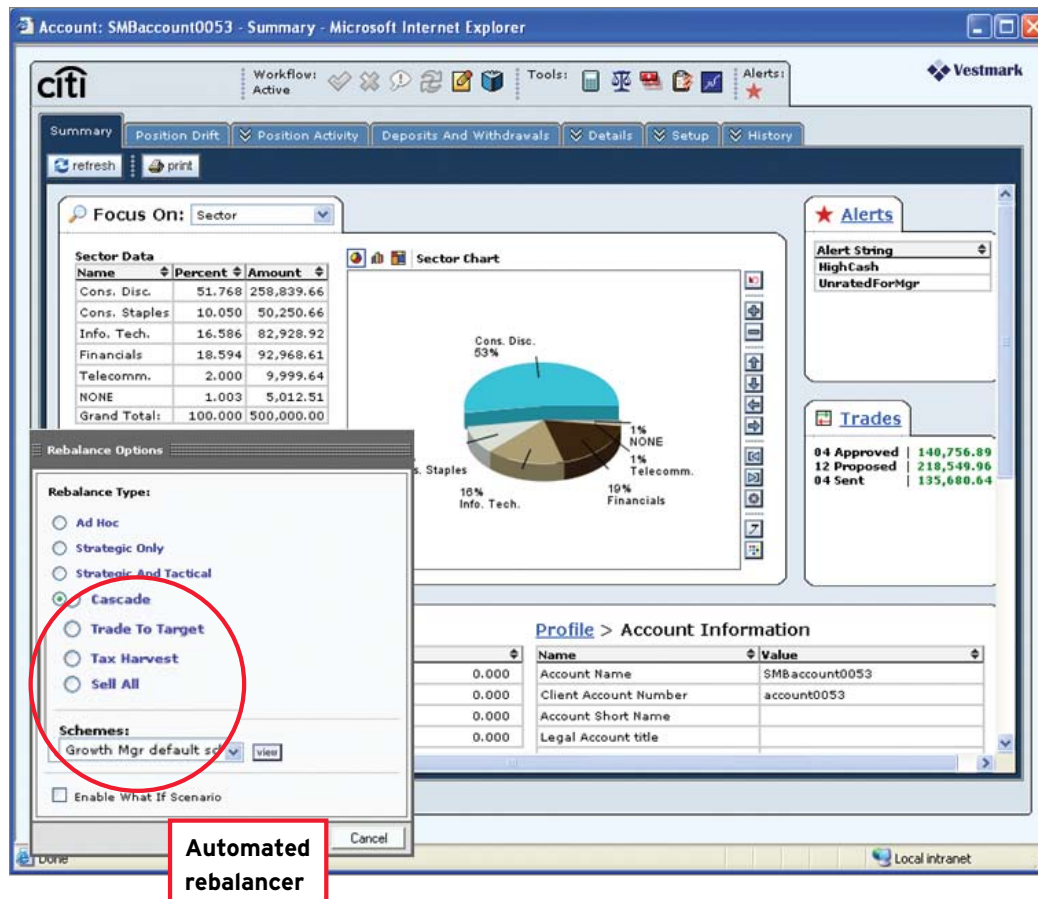 Account: SMBaccount0053 - Summary - Microsoft Internet Explorer
citi
Workflow:
Active
Tools:
Alerts:
Vestmark
Summary
Position Drift
Position Activity
Deposits And Withdravals
Details
Setup
History
refresh
print
Focus On: Sector
Sector Data
Name Percent Amount
Cons. Disc. 51.768 258,839.66
Cons. Staples 10.050 50,250.66
Info. Tech. 16.586 82,928.92
Financials 18.594 92,968.61
Telecomm. 2.000 9,999.64
NONE 1.003 5,012.51
Grand Total: 100.000 500,000.00
Sector Chart
Cons. Disc.
53%
1%
NONE
1%
Telecomm.
19%
Financials
16%
Info. Tech.
s. Staples
Alerts
Alert String
HighCash
UnratedForMgr
Trades
04 Approved | 140,756.89
12 Proposed | 218,549.96
04 Sent | 135,680.64
Rebalance Options
Rebalance Type:
Ad Hoc
Strategic Only
Strategic And Tactical
Cascade
Trade To Target
Tax Harvest
Sell All
Schemes:
Growth Mgr default sc
view
Enable What If Scenario
Cancel
0.000
0.000
0.000
0.000
Profile > Account Information
Name Value
Account Name SMBaccount0053
Client Account Number account0053
Account Short Name
Legal Account title
Automated
rebalancer
Done
Local intranet